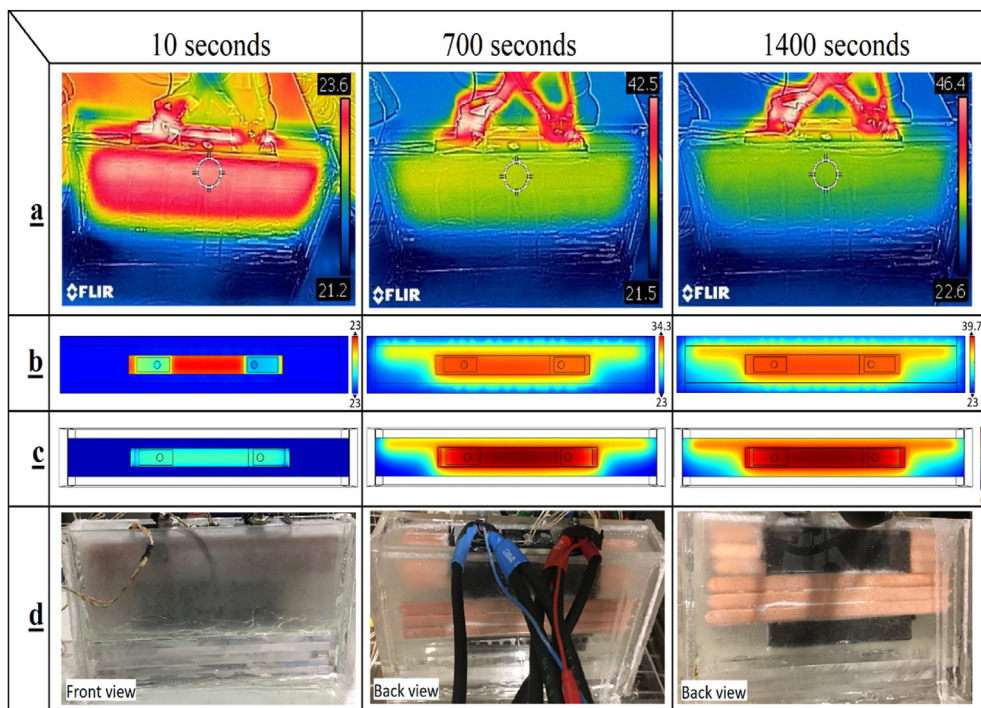 10 seconds
700 seconds
1400 seconds
a
23.6
FLIR
21.2
42.5
FLIR
21.5
46.4
FLIR
22.6
b
23
23
34.3
23
39.7
23
c
d
Front view
3M
Back view
Back view